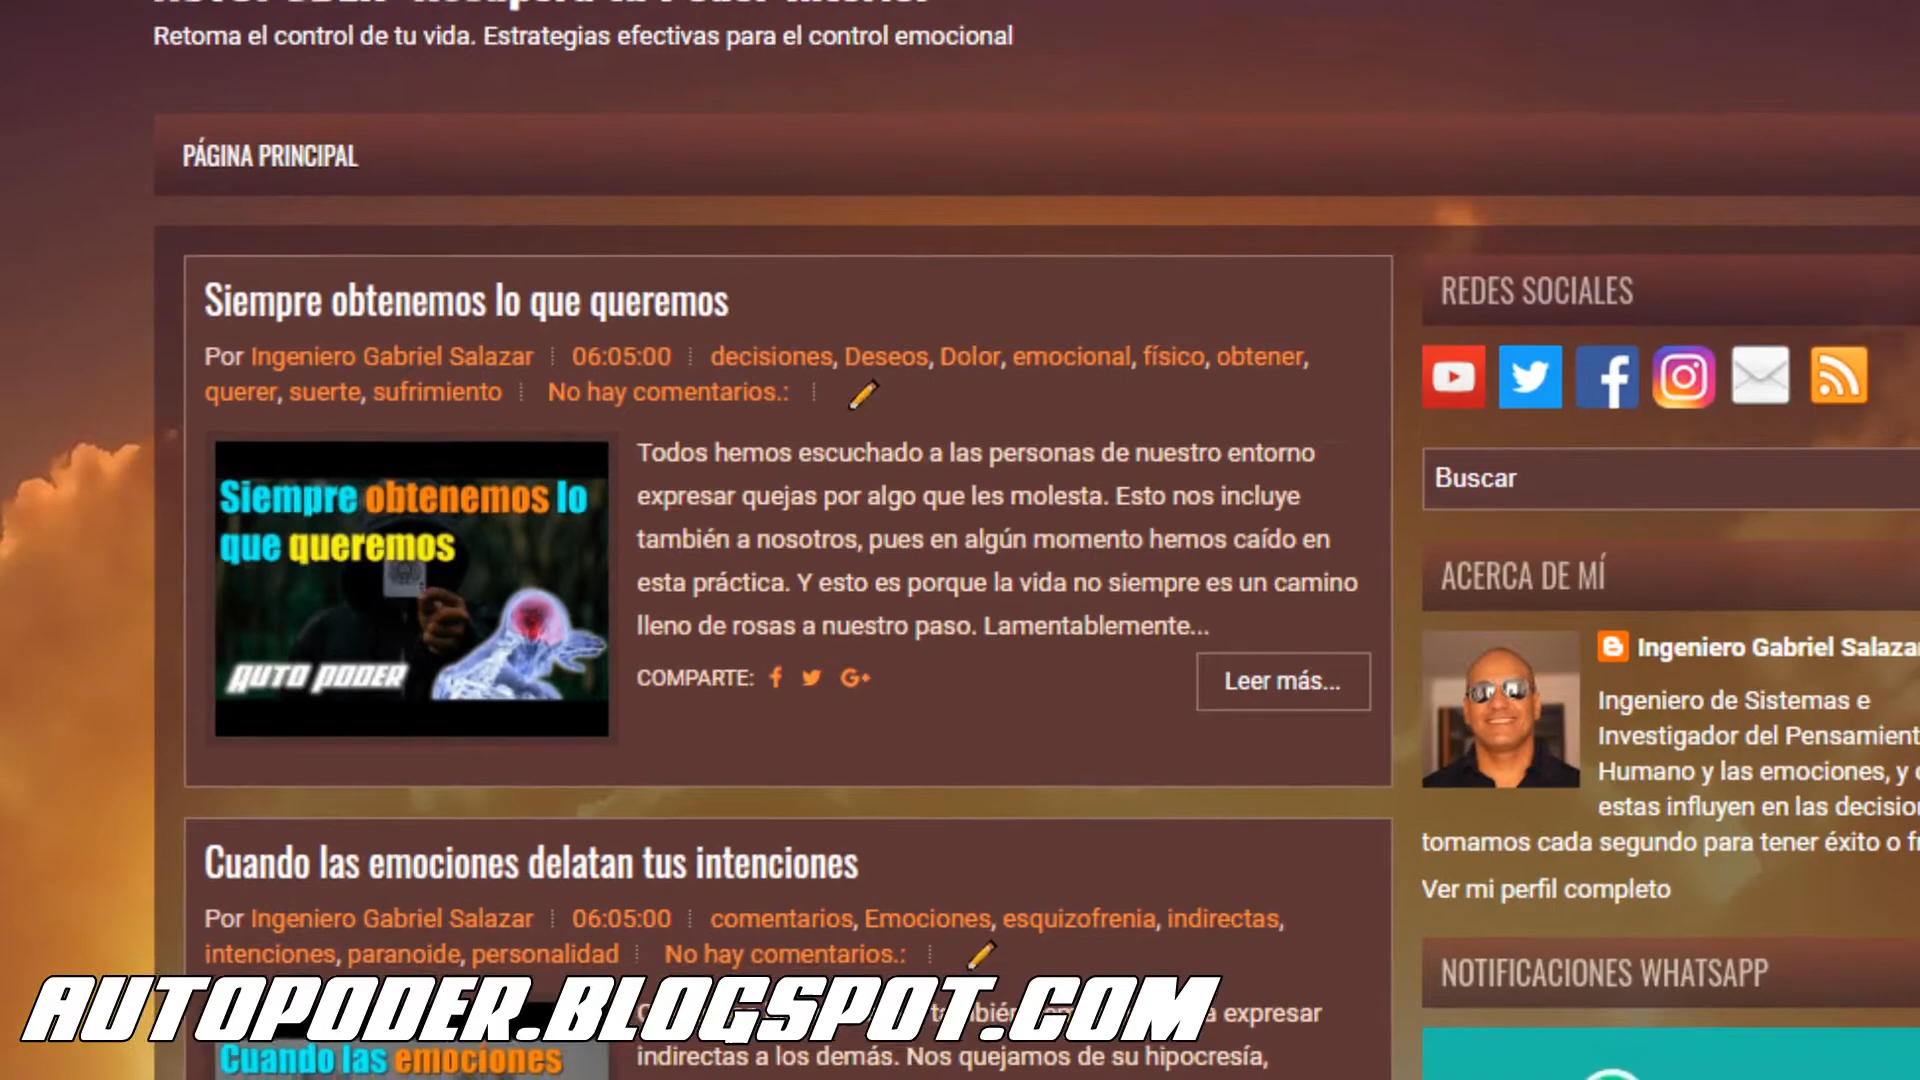 Retoma el control de tu vida. Estrategias efectivas para el control emocional
PÁGINA PRINCIPAL
Siempre obtenemos lo que queremos
Por Ingeniero Gabriel Salazar 06:05:00 decisiones, Deseos, Dolor, emocional, físico, obtener,
querer, suerte, sufrimiento No hay comentarios.:
Siempre obtenemos lo
que queremos
AUTO PODER
Todos hemos escuchado a las personas de nuestro entorno
expresar quejas por algo que les molesta. Esto nos incluye
también a nosotros, pues en algún momento hemos caído en
esta práctica. Y esto es porque la vida no siempre es un camino
lleno de rosas a nuestro paso. Lamentablemente...
COMPARTE: G+
Leer más...
Cuando las emociones delatan tus intenciones
Por Ingeniero Gabriel Salazar 06:05:00 comentarios, Emociones, esquizofrenia, indirectas,
intenciones, paranoide, personalidad No hay comentarios.:
AUTOPODER.BLOGSPOT.COM
expresar
Cuando las emociones
indirectas a los demás. Nos quejamos de su hipocresía,
REDES SOCIALES
Buscar
ACERCA DE MÍ
Ingeniero Gabriel Salazar
Ingeniero de Sistemas e
Investigador del
Humano y las emociones, y
estas influyen en las
tomamos cada segundo para tener éxito o
Ver mi perfil completo
NOTIFICACIONES WHATSAPP